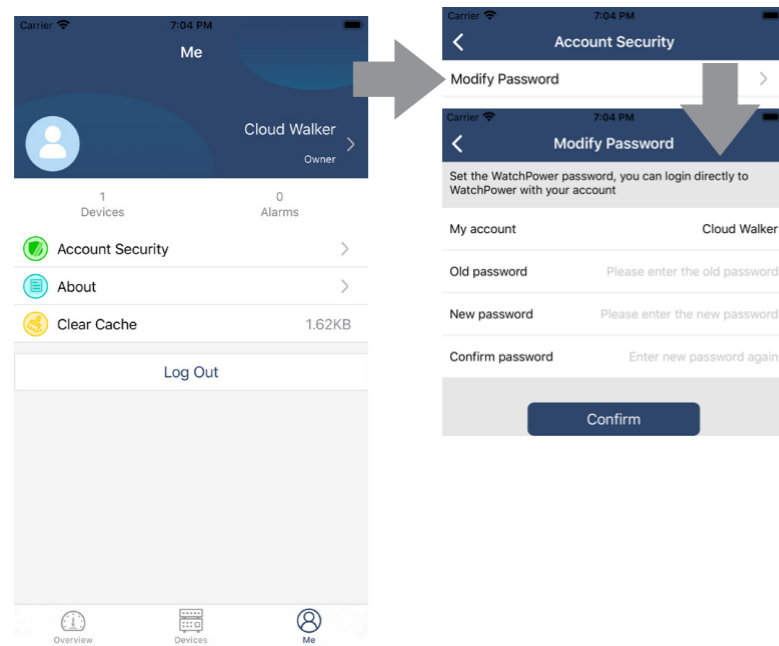 Carrier 7:04 PM
Me
Cloud Walker
Owner
1 0
Devices Alarms
Account Security
About
Clear Cache 1.62KB
Log Out
Overview Devices Me
Carrier 7:04 PM
Account Security
Modify Password
Carrier 7:04 PM
Modify Password
Set the WatchPower password, you can login directly to
WatchPower with your account
My account Cloud Walker
Old password Please enter the old password
New password Please enter the new password
Confirm password Enter new password again
Confirm